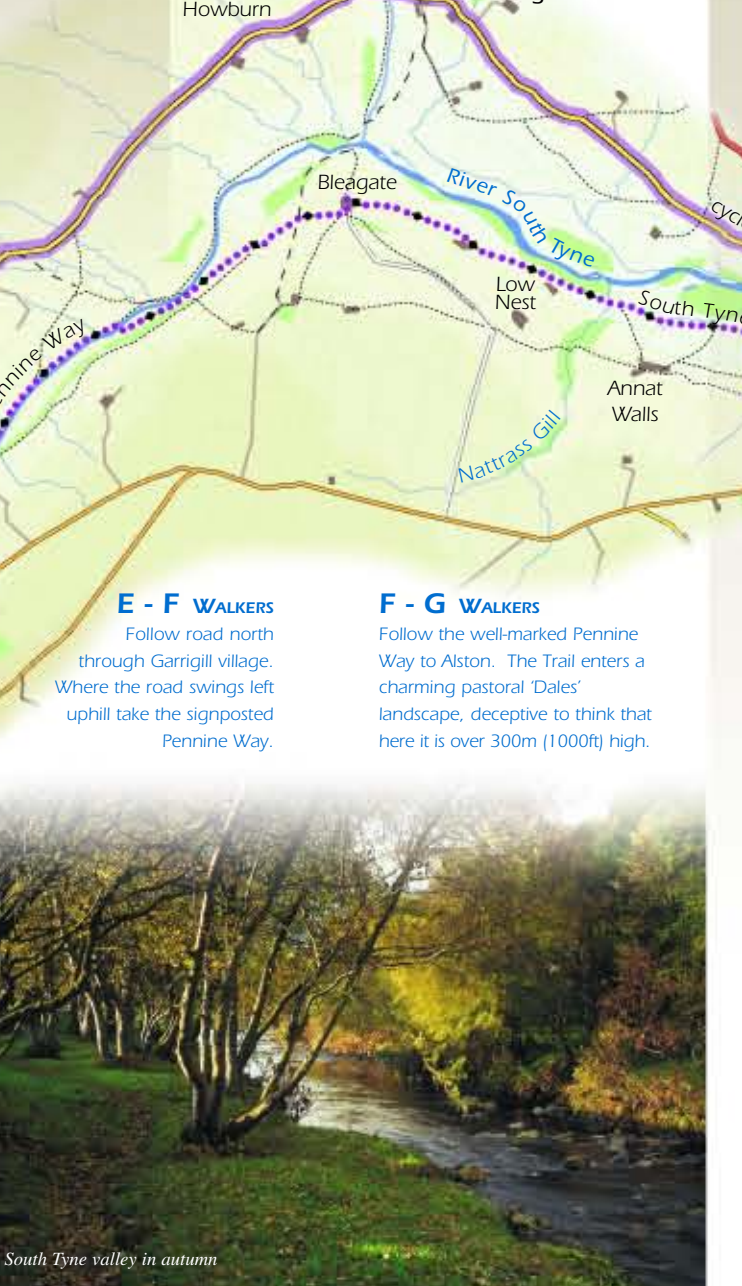 Howburn
Bleagate
River South Tyne
Low
Nest
South Tyne
Way
Annat
Walls
Nattrass Gill
E - F WALKERS
Follow road north
through Garrigill village.
Where the road swings left
uphill take the signposted
Pennine Way.
F - G WALKERS
Follow the well-marked Pennine
Way to Alston. The Trail enters a
charming pastoral ‘Dales’
landscape, deceptive to think that
here it is over 300m (1000ft) high.
South Tyne valley in autumn